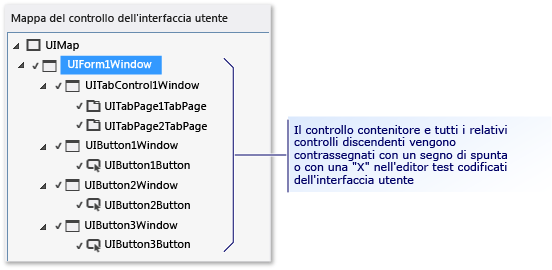 Mappa del controllo dell'interfaccia utente
UIMap
UIForm1Window
UITabControl1Window
UITabPage1TabPage
UITabPage2TabPage
UIButton1Window
UIButton1Button
UIButton2Window
UIButton2Button
UIButton3Window
UIButton3Button
Il controllo contenitore e tutti i relativi
controlli discendenti vengono
contrassegnati con un segno di spunta
o con una "X" nell'editor test codificati
dell'interfaccia utente